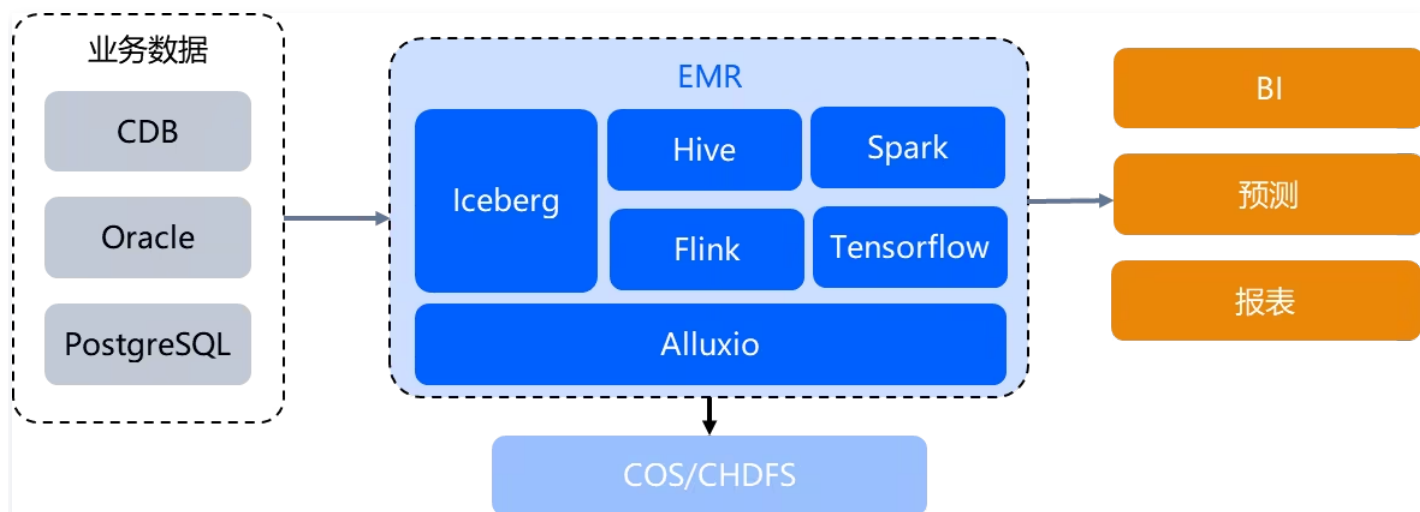 业务数据
CDB
Oracle
PostgreSQL
EMR
Iceberg
Hive
Spark
Flink
Tensorflow
Alluxio
COS/CHDFS
BI
预测
报表